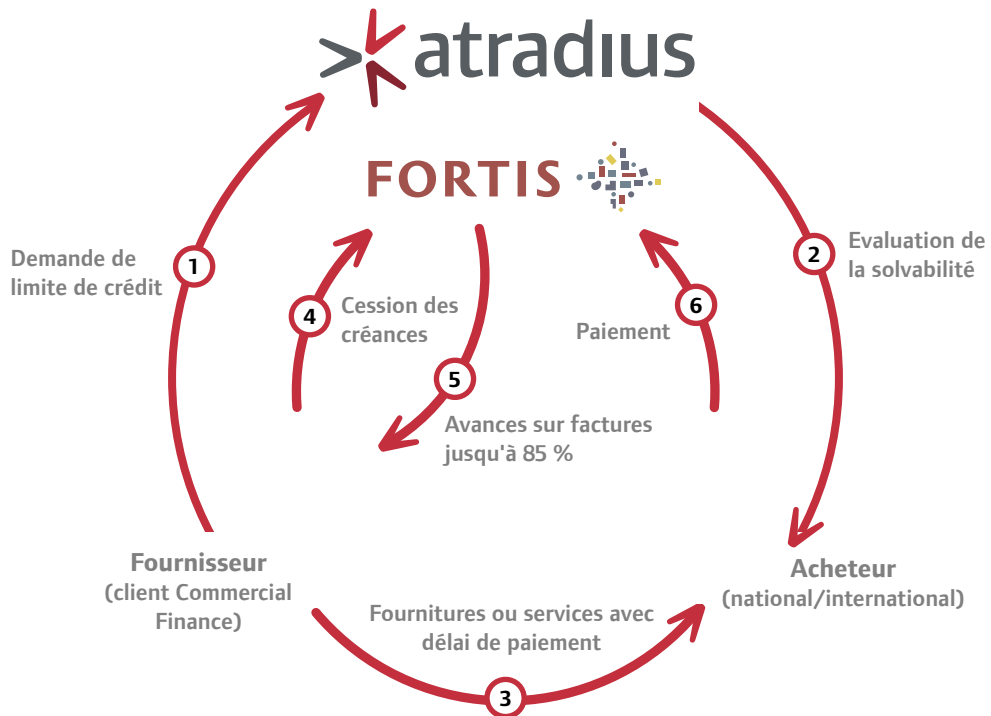 atradius
FORTIS
1
Demande de
limite de crédit
2
Evaluation de
la solvabilité
4
Cession des
créances
6
Paiement
5
Avances sur factures
jusqu'à 85 %
Fournisseur
(client Commercial
Finance)
Acheteur
(national/international)
Fournitures ou services avec
délai de paiement
3